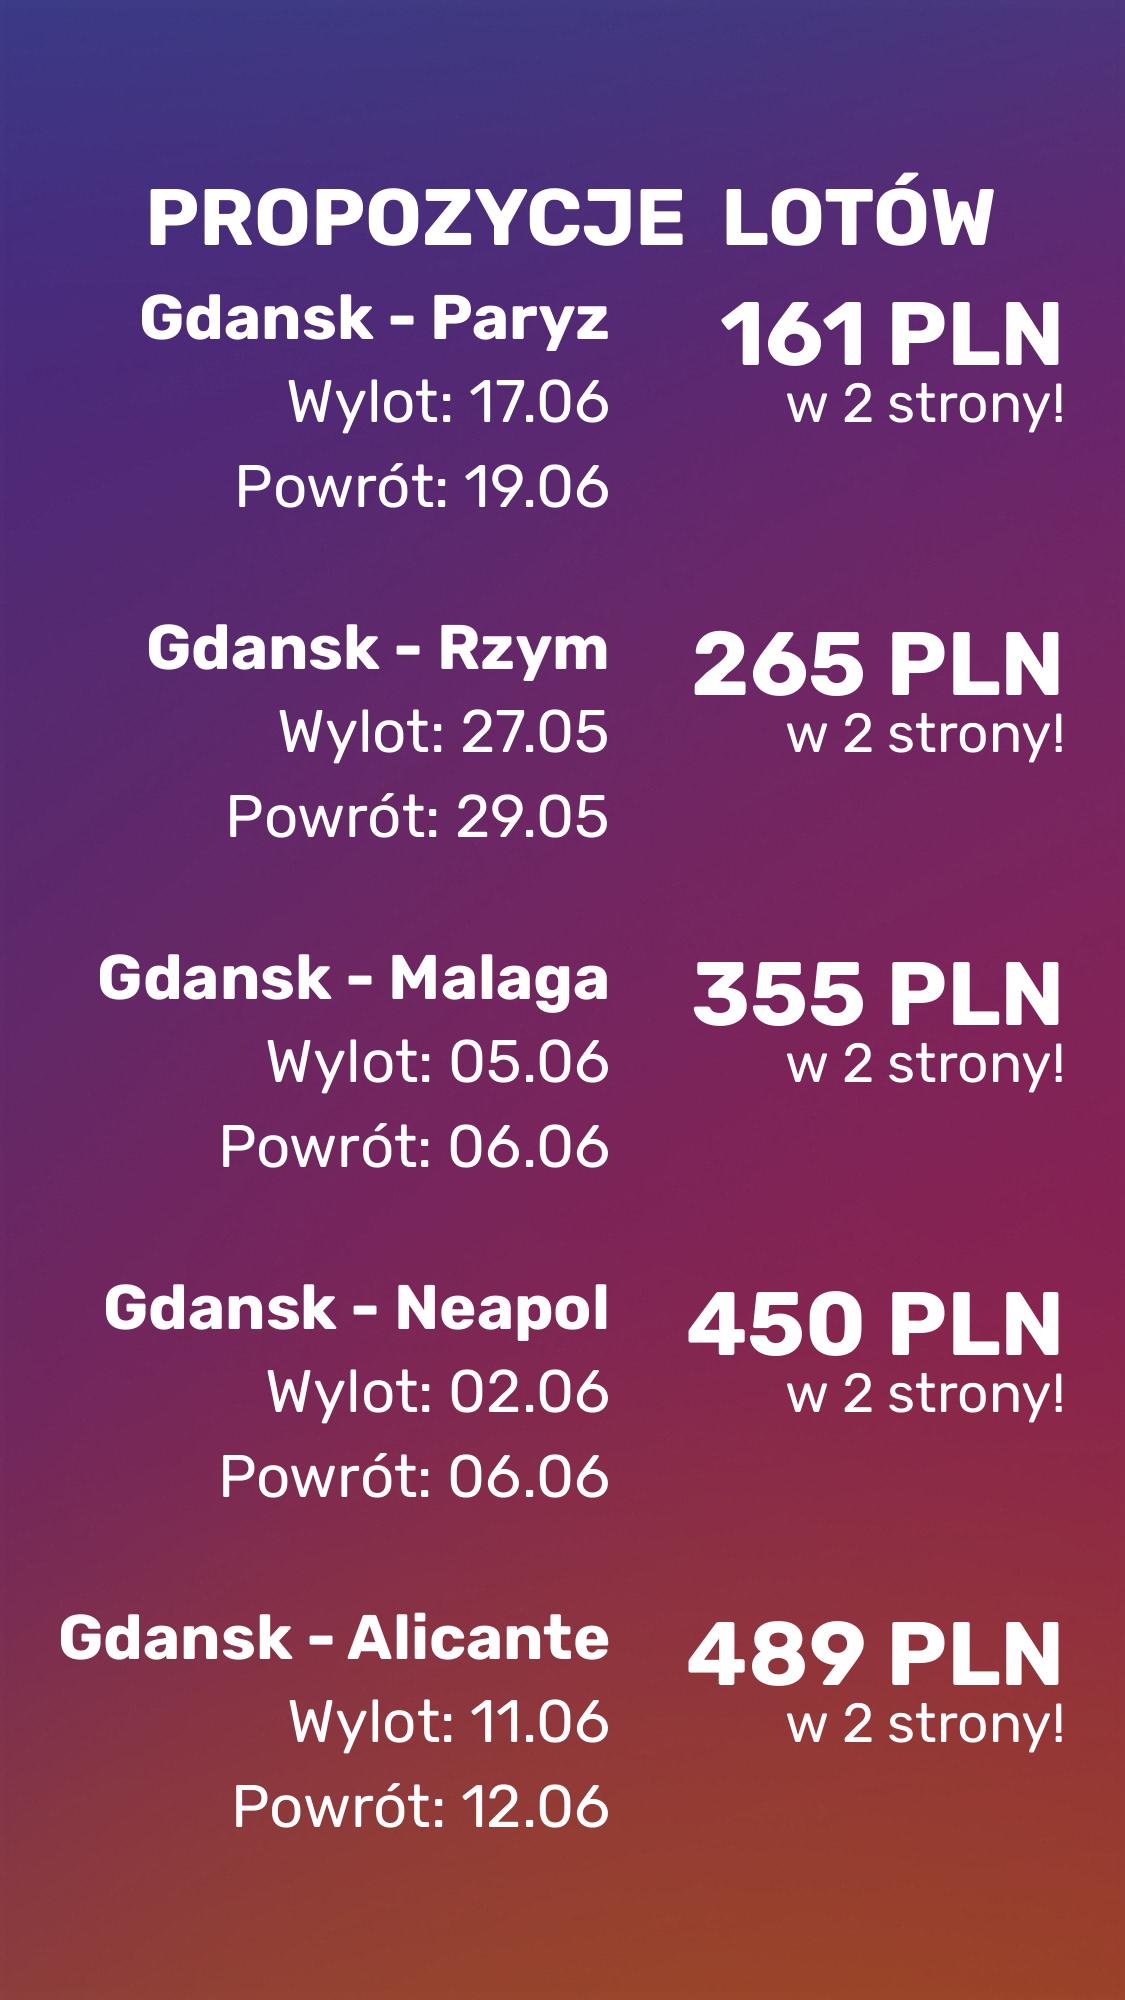 PROPOZYCJE LOTÓW
Gdansk - Paryz
161 PLN
Wylot: 17.06
w 2 strony!
Powrót: 19.06
Gdansk - Rzym
265 PLN
Wylot: 27.05
w 2 strony!
Powrót: 29.05
Gdansk - Malaga
355 PLN
Wylot: 05.06
w 2 strony!
Powrót: 06.06
Gdansk - Neapol
450 PLN
Wylot: 02.06
w 2 strony!
Powrót: 06.06
Gdansk - Alicante
489 PLN
Wylot: 11.06
w 2 strony!
Powrót: 12.06